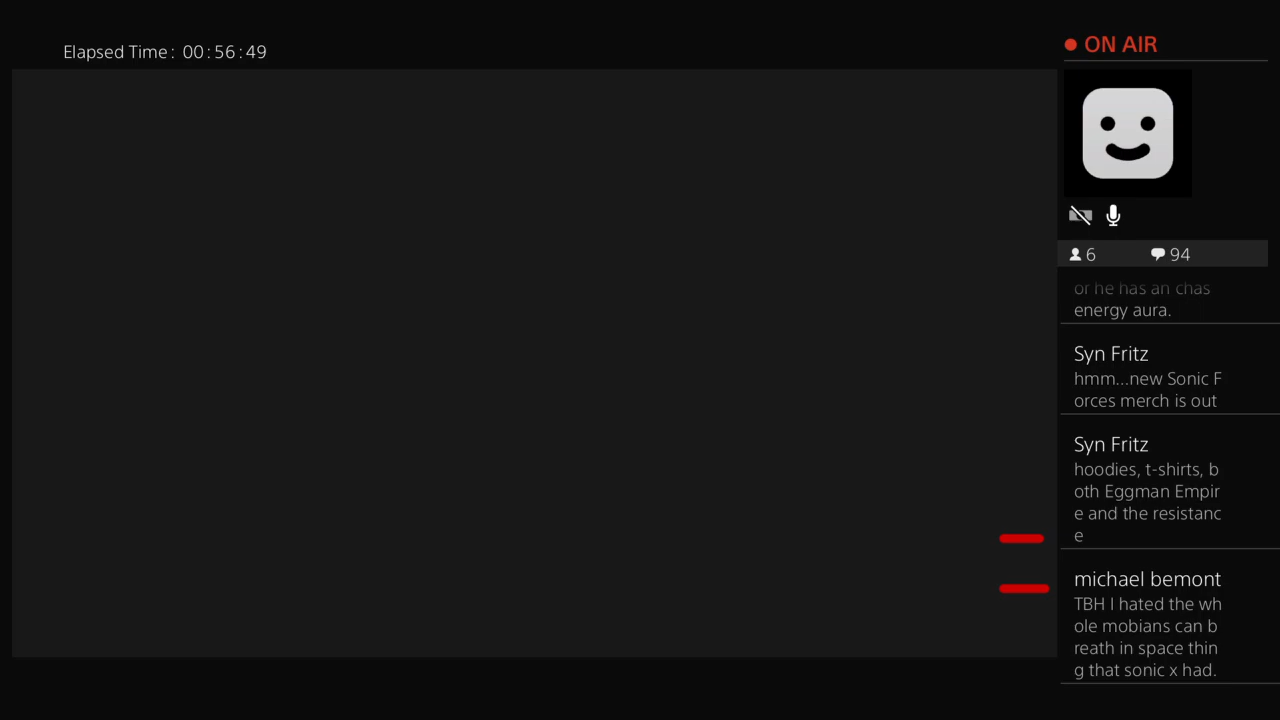 Elapsed Time: 00:56:49
ON AIR
6 94
or he has an chas
energy aura.
Syn Fritz
hmm...new Sonic F
orces merch is out
Syn Fritz
hoodies, t-shirts, b
oth Eggman Empir
e and the resistanc
e
michael bemont
TBH I hated the wh
ole mobians can b
reath in space thin
g that sonic x had.